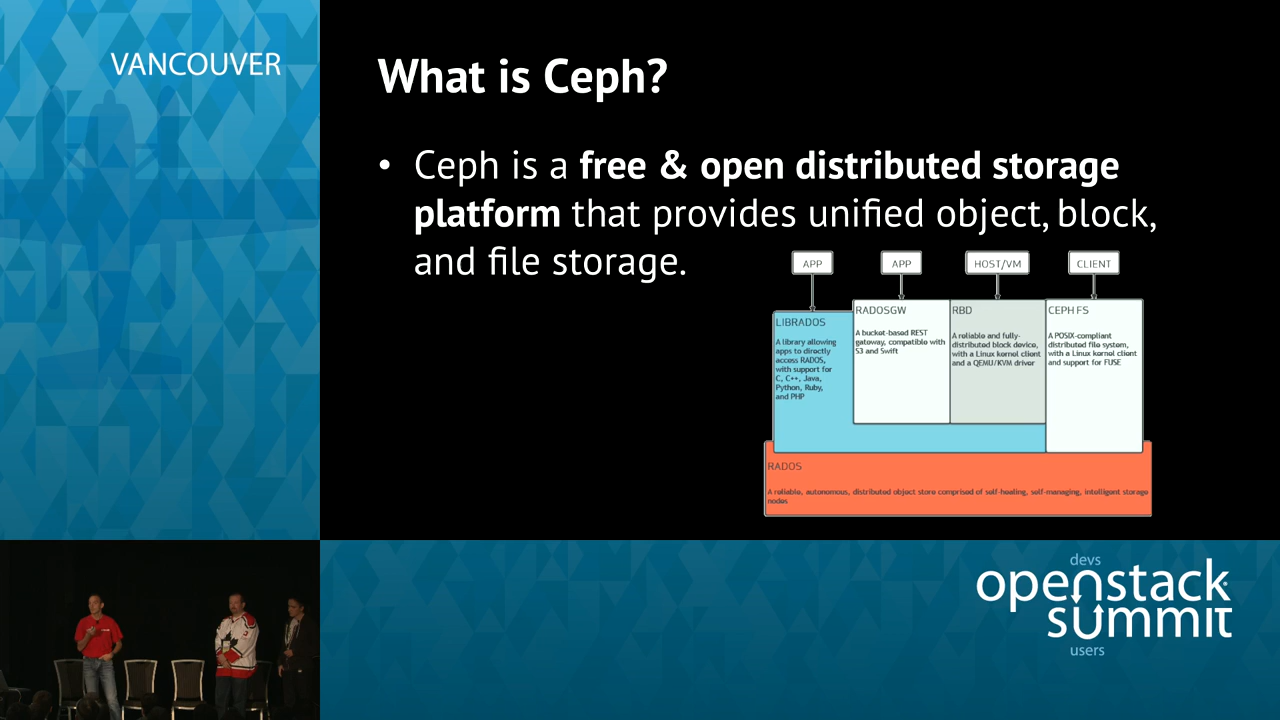 VANCOUVER
What is Ceph?
• Ceph is a free & open distributed storage
platform that provides unified object, block,
and file storage.
APP
APP
HOST/VM
CLIENT
LIBRADOS
A library allowing
apps to directly
access RADOS,
with support for
C, C++, Java,
Python, Ruby,
and PHP
RADOSGW
A bucket-based REST
gateway, compatible with
S3 and Swift
RBD
A reliable and fully-
distributed block device,
with a Linux kernel client
and a QEMU/KVM driver
CEPH FS
A POSIX-compliant
distributed file system,
with a Linux kernel client
and support for FUSE
RADOS
A reliable, autonomous, distributed object store comprised of self-healing, self-managing, intelligent storage
nodes
devs
openstack
summit
users